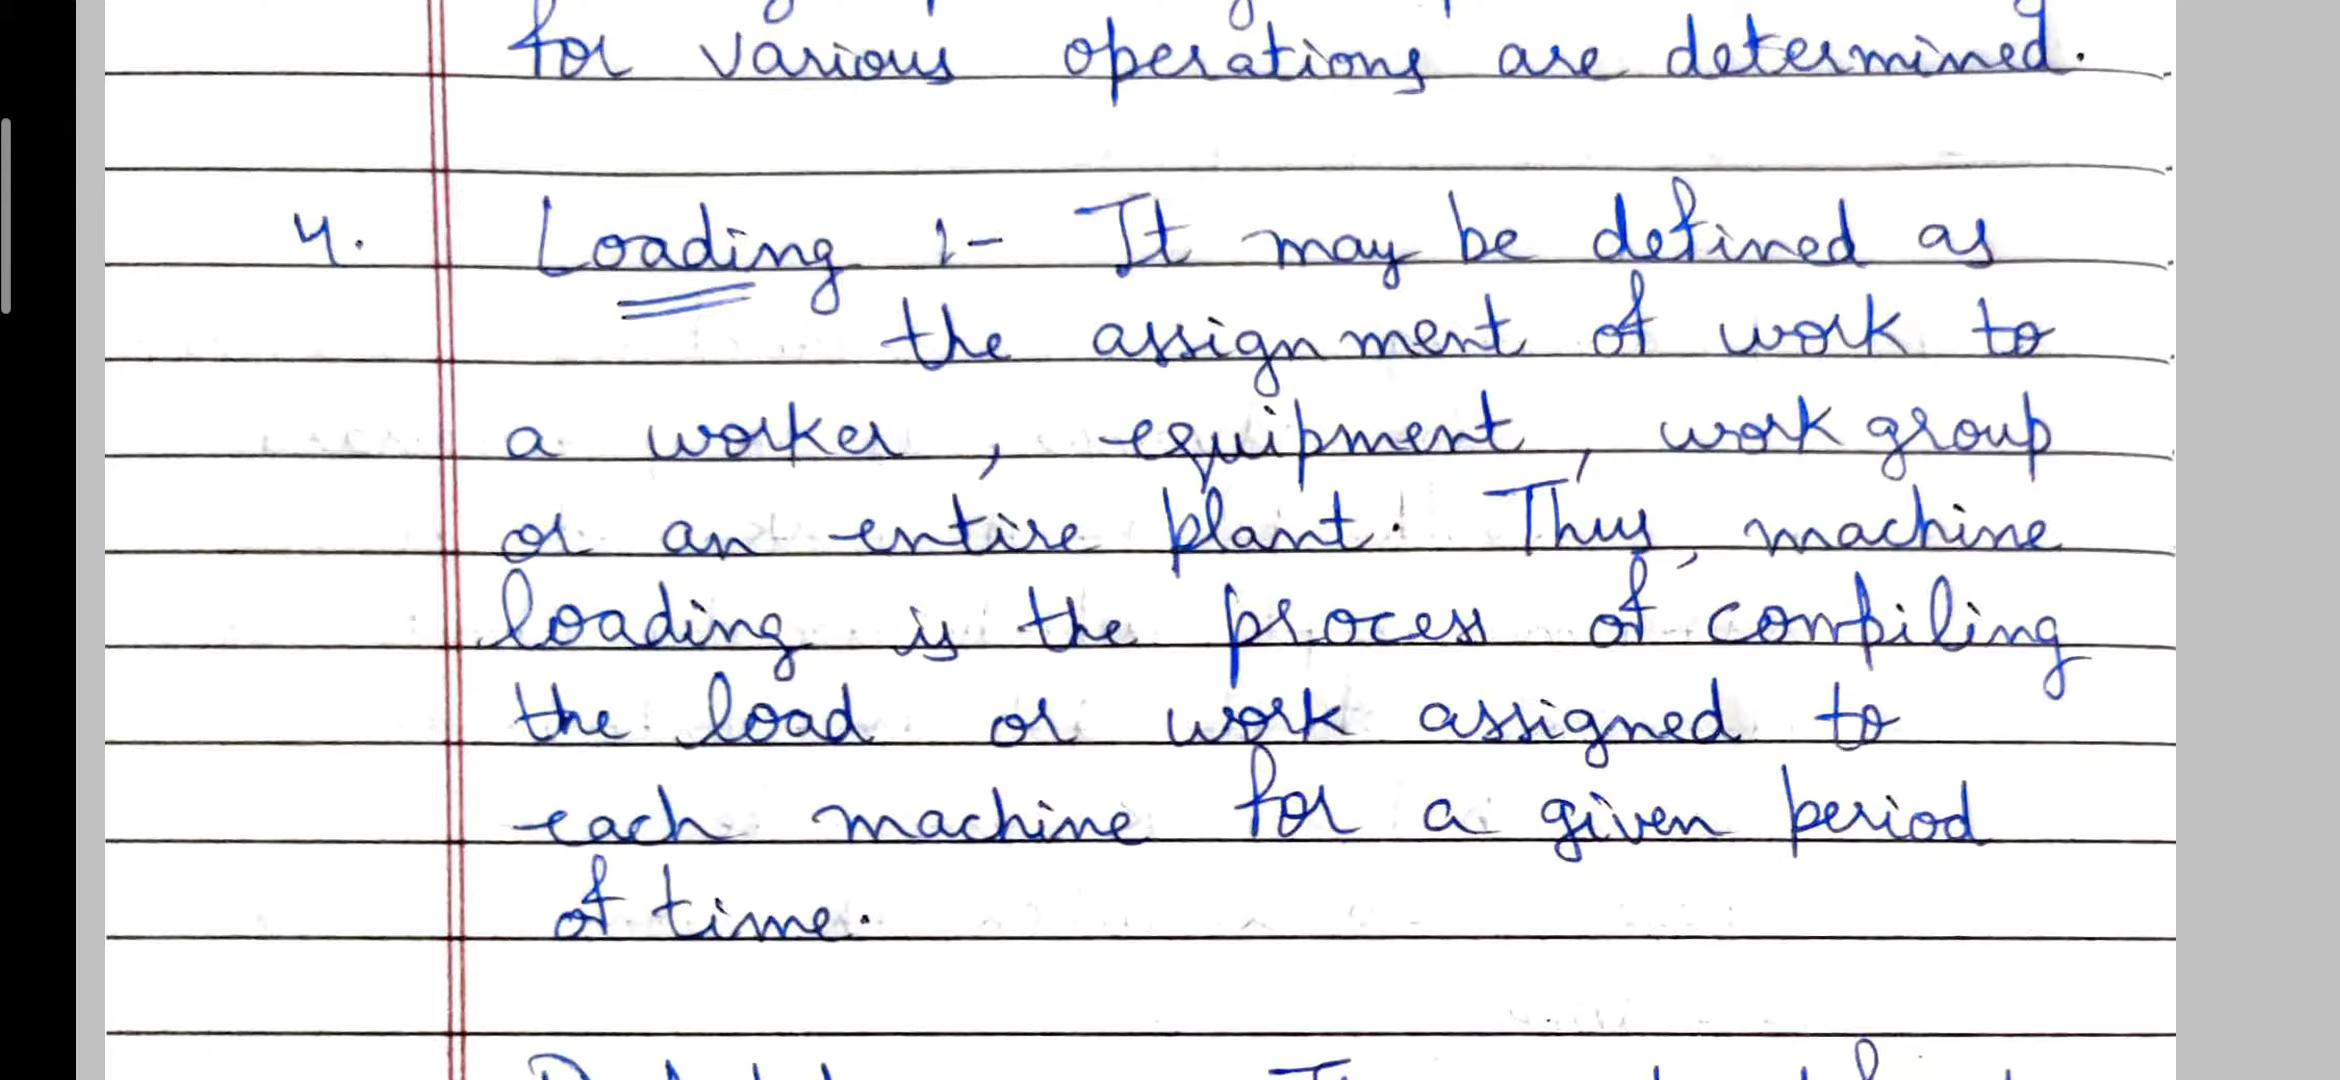 for various operations are determined.
4. Loading :- It may be defined as
the assignment of work to
a worker, equipment, work group
or an entire plant. Thus, machine
loading is the process of compiling
the load or work assigned to
each machine for a given period
of time.